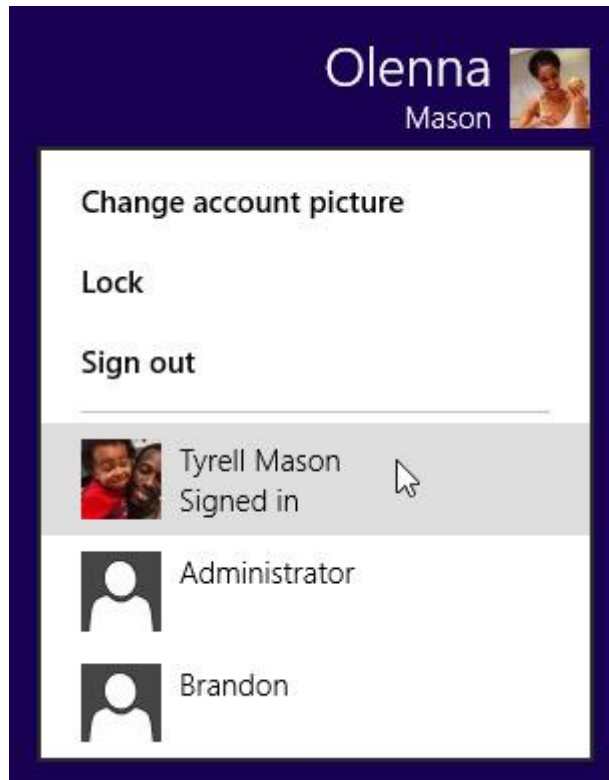 Olenna
Mason
Change account picture
Lock
Sign out
Tyrell Mason
Signed in
Administrator
Brandon